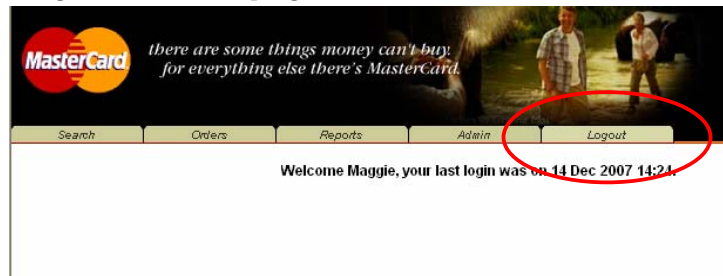 MasterCard
there are some things money can't buy.
for everything else there's MasterCard.
Search Orders Reports Admin Logout
Welcome Maggie, your last login was on 14 Dec 2007 14:24.